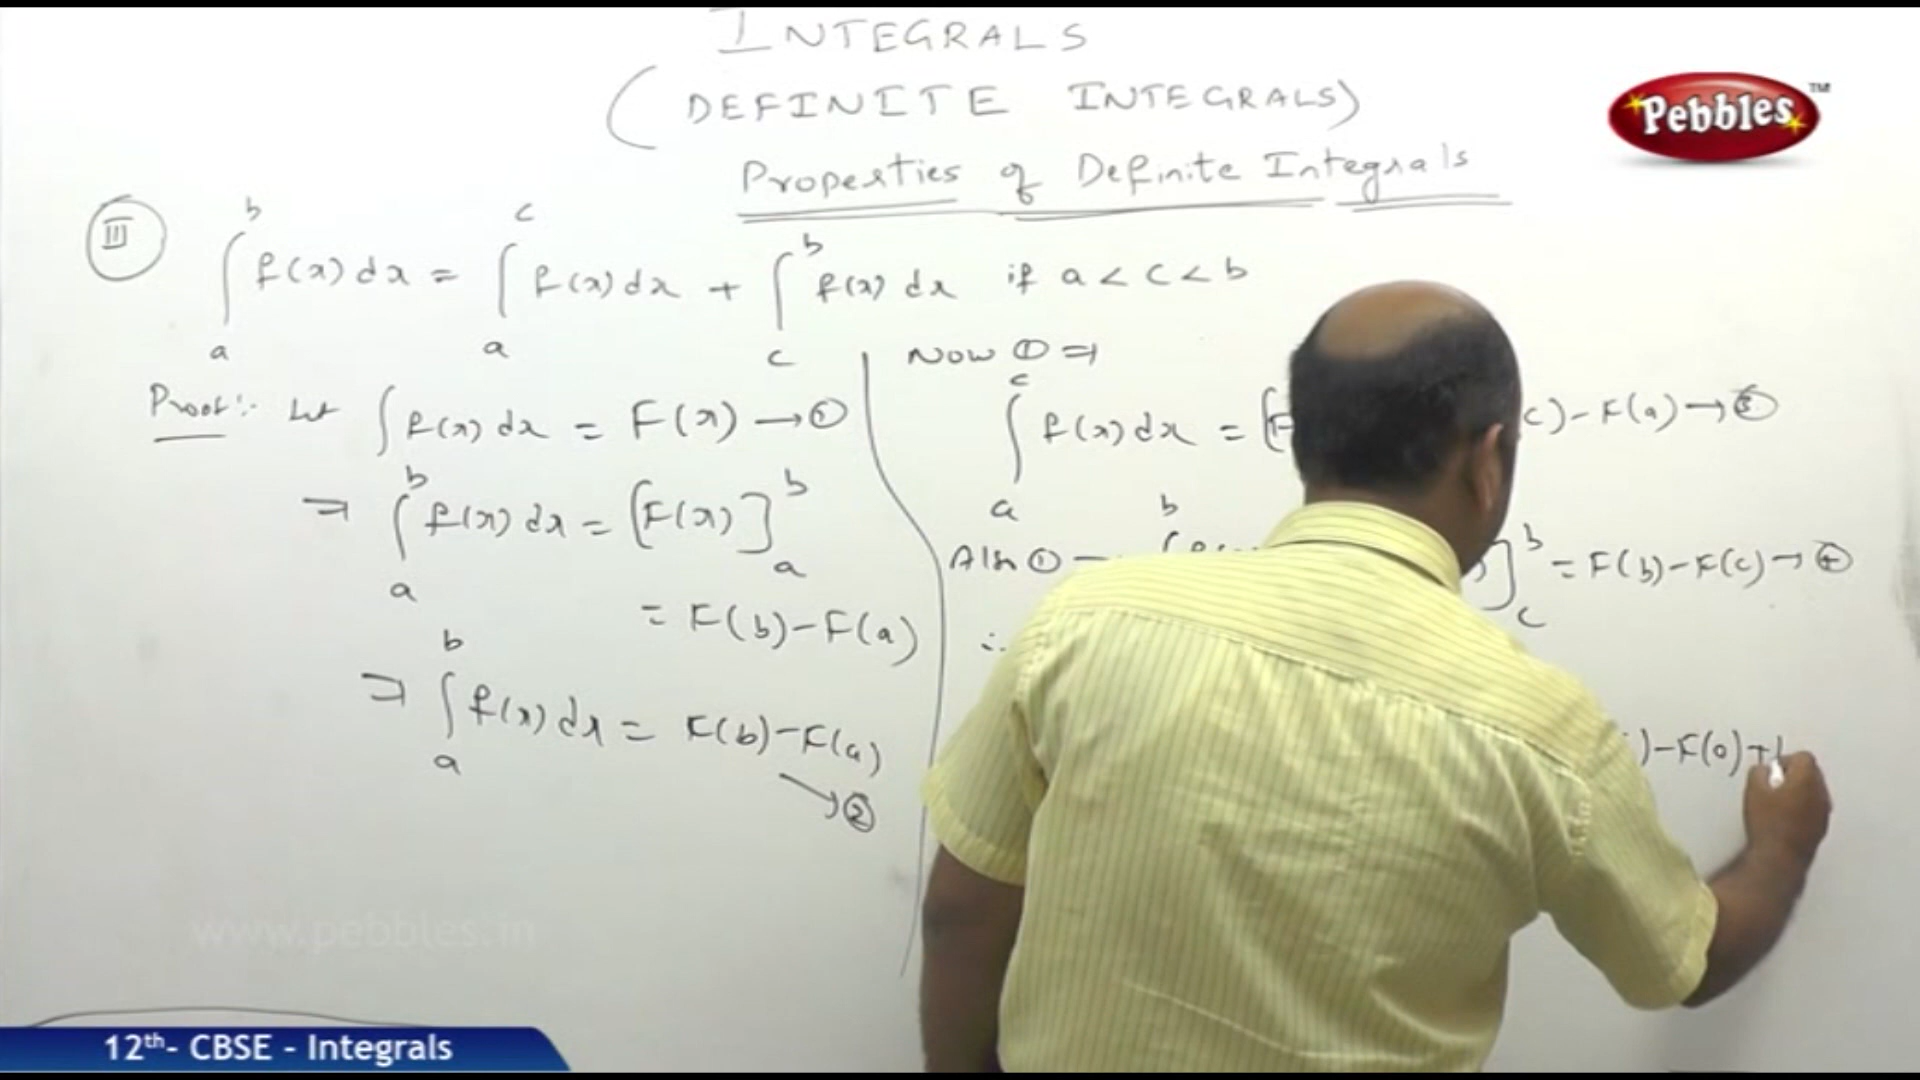 INTEGRALS
(DEFINITE INTEGRALS)
Pebbles™
Properties of Definite Integrals
III ∫_a^b f(x) dx = ∫_a^c f(x) dx + ∫_c^b f(x) dx if a < c < b
Proof:- Let ∫ f(x) dx = F(x) → ①
⇒ ∫_a^b f(x) dx = [F(x)]_a^b
= F(b) – F(a)
⇒ ∫_a^b f(x) dx = F(b) – F(a)
→ ②
Now ① ⇒
∫_a^c f(x) dx = [F c) – F(a) → ③
Also ① ]_c^b = F(b) – F(c) → ④
∴
) – F(a) +
www.pebbles.in
12th- CBSE - Integrals